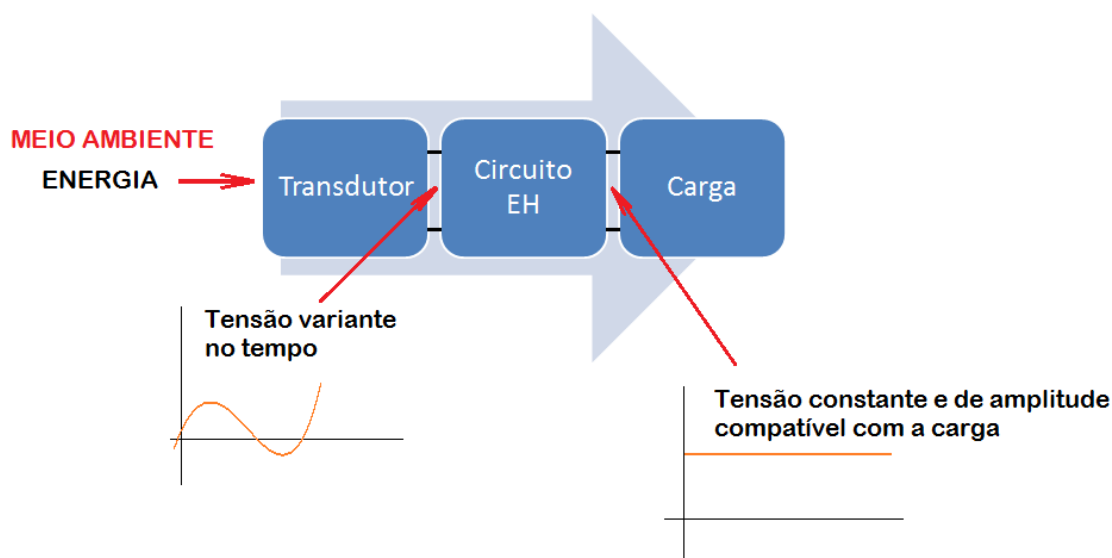 MEIO AMBIENTE
ENERGIA
Transdutor
Circuito
EH
Carga
Tensão variante
no tempo
Tensão constante e de amplitude
compatível com a carga